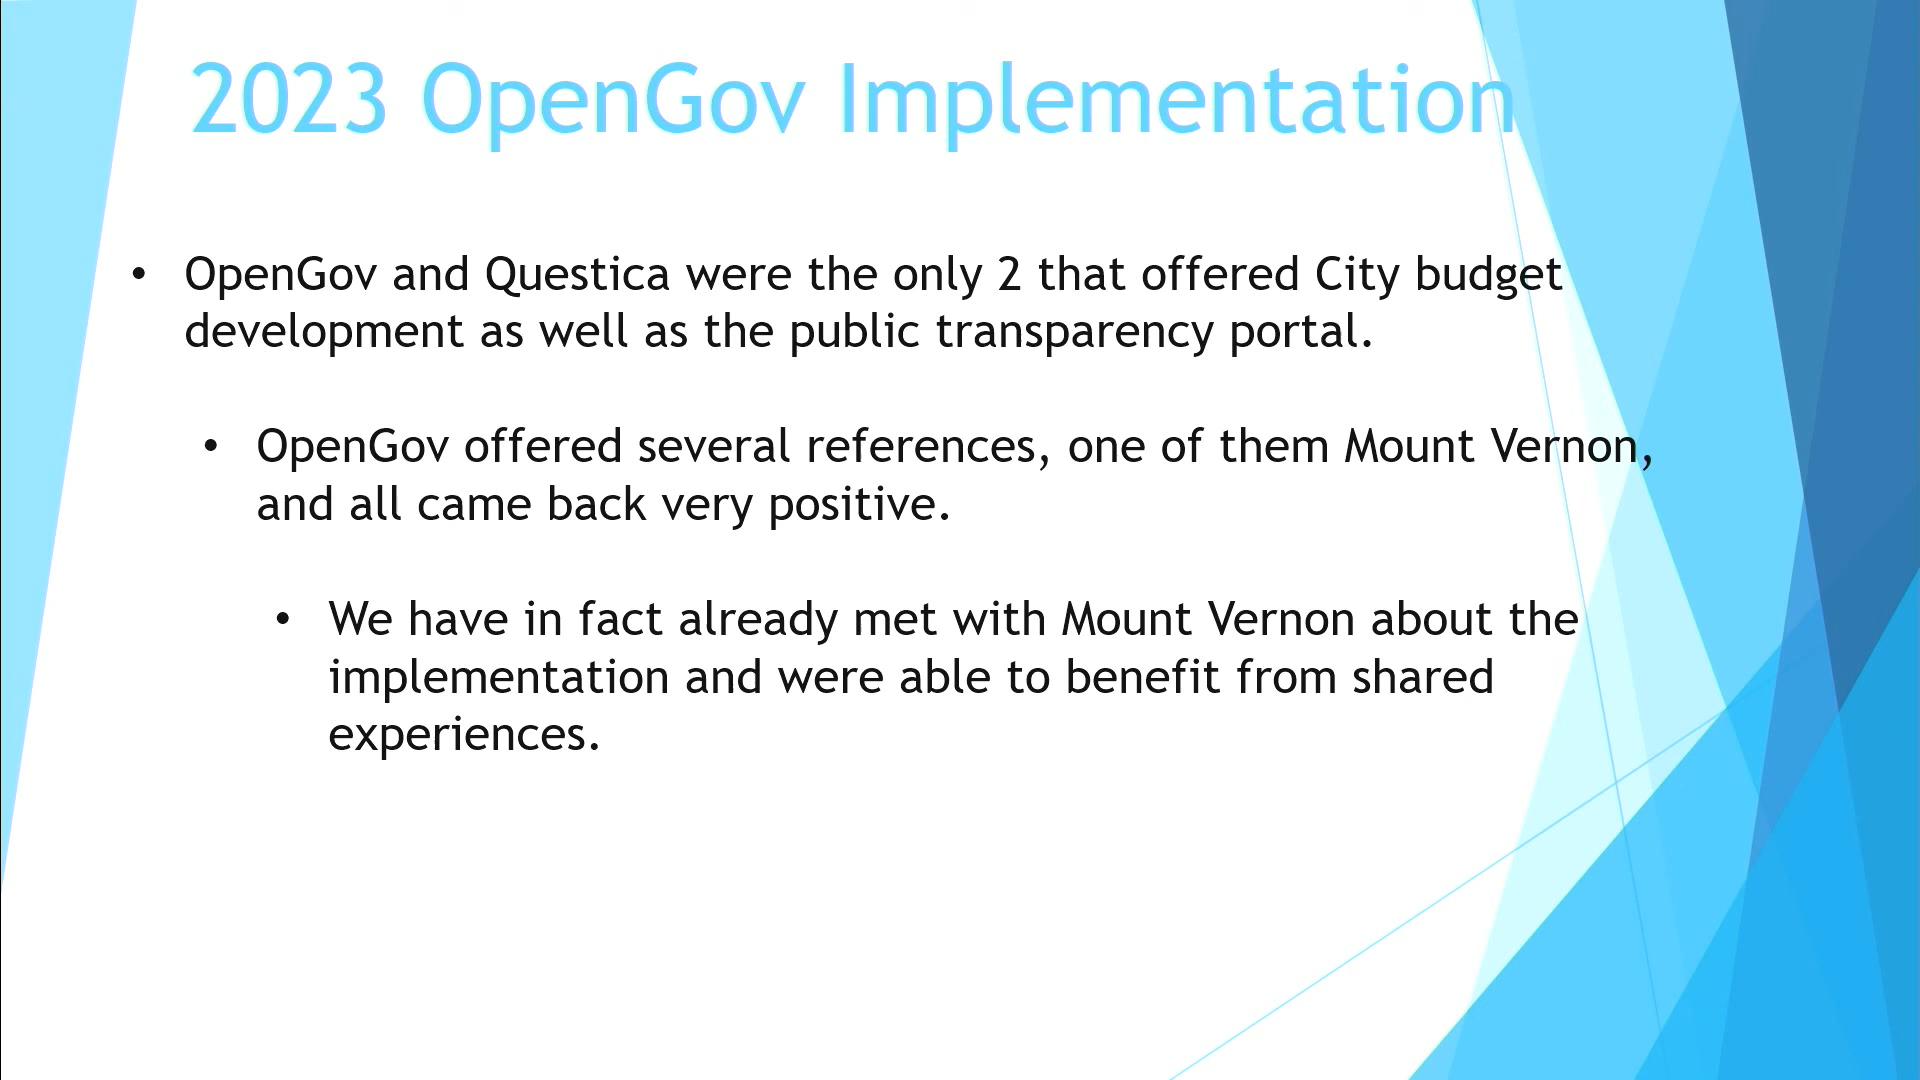 2023 OpenGov Implementation
• OpenGov and Questica were the only 2 that offered City budget
development as well as the public transparency portal.
• OpenGov offered several references, one of them Mount Vernon,
and all came back very positive.
• We have in fact already met with Mount Vernon about the
implementation and were able to benefit from shared
experiences.